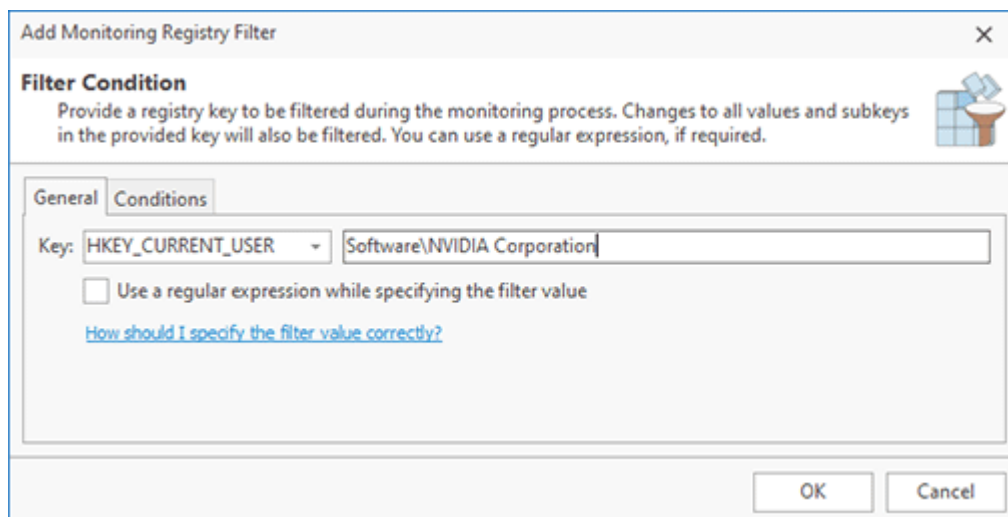 Add Monitoring Registry Filter
Filter Condition
Provide a registry key to be filtered during the monitoring process. Changes to all values and subkeys
in the provided key will also be filtered. You can use a regular expression, if required.
General Conditions
Key: HKEY_CURRENT_USER Software\NVIDIA Corporation
Use a regular expression while specifying the filter value
How should I specify the filter value correctly?
OK Cancel